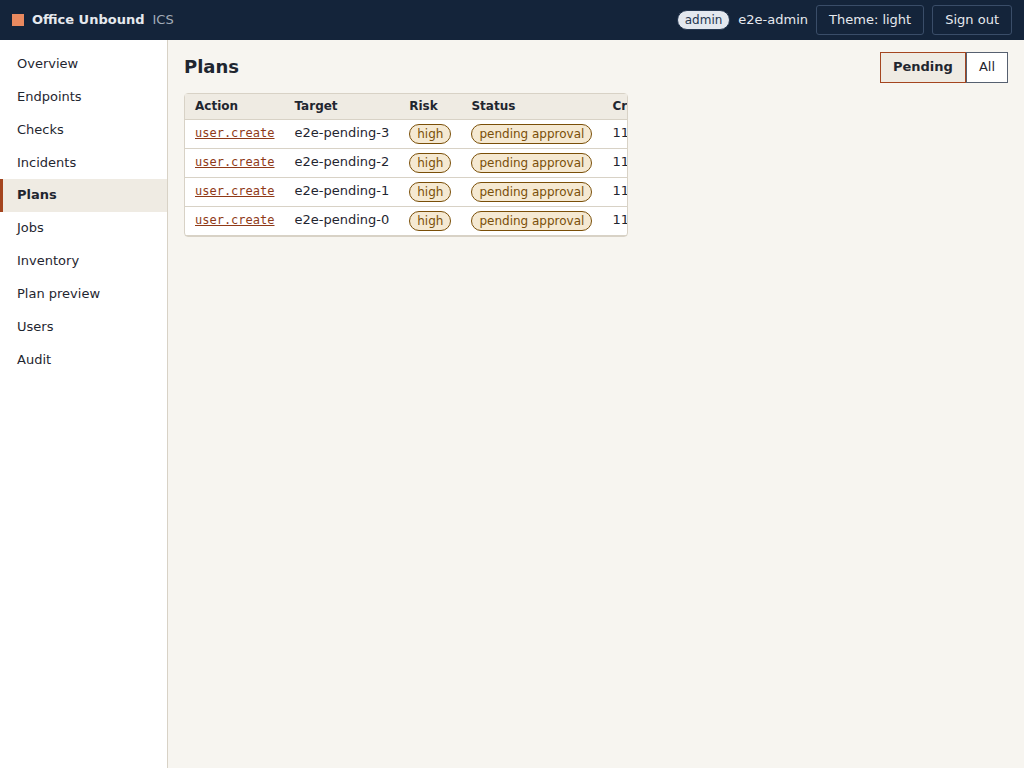 Office Unbound ICS admin e2e-admin Theme: light Sign out
Overview
Endpoints
Checks
Incidents
Plans
Jobs
Inventory
Plan preview
Users
Audit
Plans Pending All
Action Target Risk Status Cr
user.create e2e-pending-3 high pending approval 11
user.create e2e-pending-2 high pending approval 11
user.create e2e-pending-1 high pending approval 11
user.create e2e-pending-0 high pending approval 11